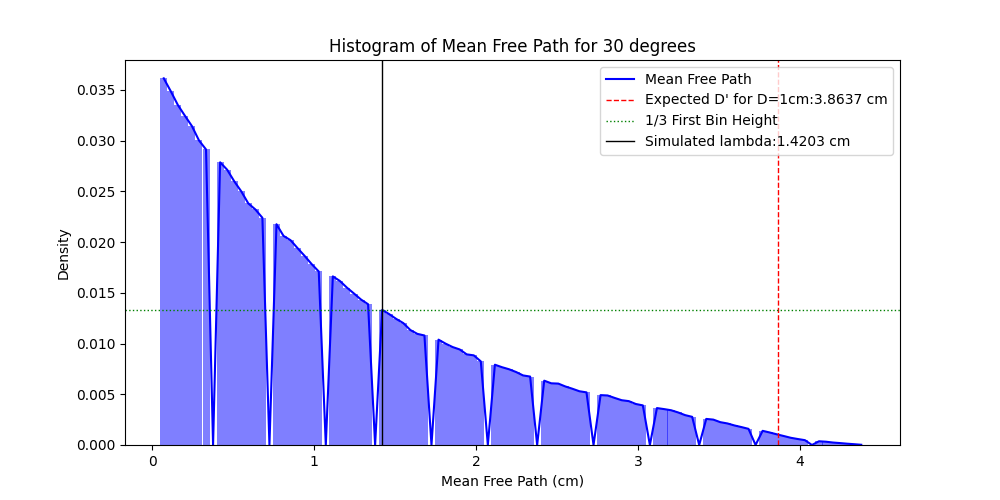 Histogram of Mean Free Path for 30 degrees
Mean Free Path
Expected D' for D=1cm:3.8637 cm
1/3 First Bin Height
Simulated lambda:1.4203 cm
Density
0.035
0.030
0.025
0.020
0.015
0.010
0.005
0.000
0 1 2 3 4
Mean Free Path (cm)